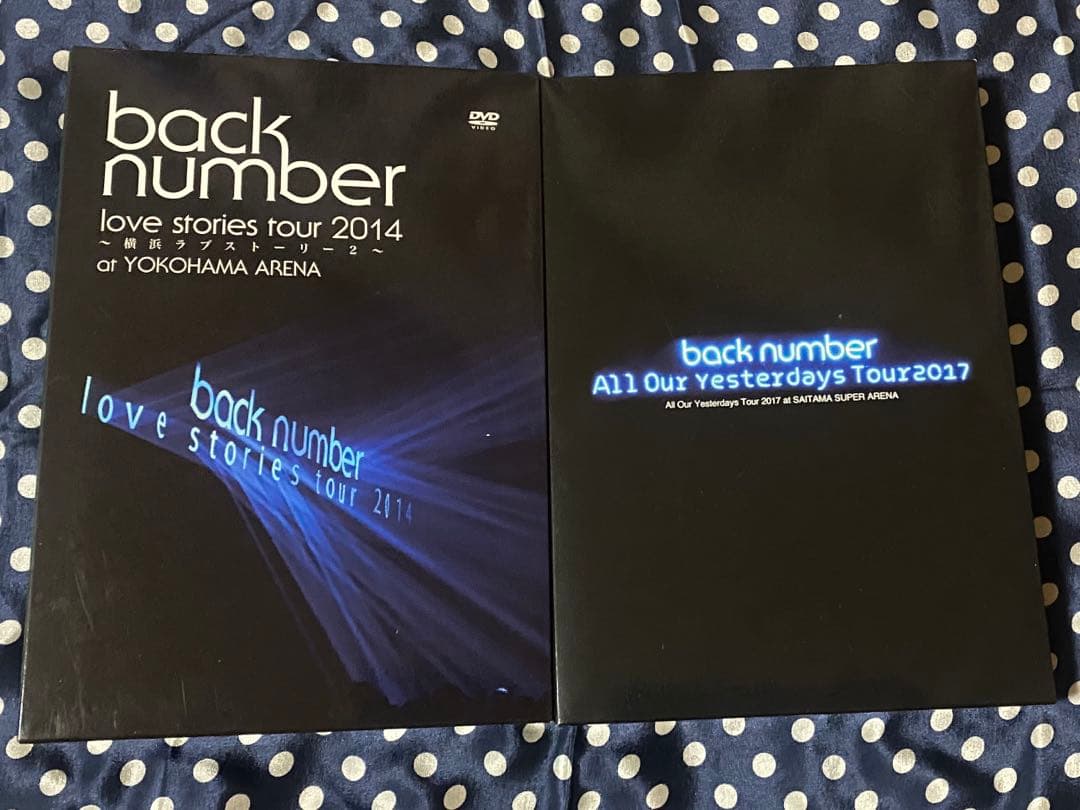 back
number
love stories tour 2014
～横浜ラブストーリー2～
at YOKOHAMA ARENA
DVD
VIDEO
back number
love stories tour 2014
back number
All Our Yesterdays Tour2017
All Our Yesterdays Tour 2017 at SAITAMA SUPER ARENA